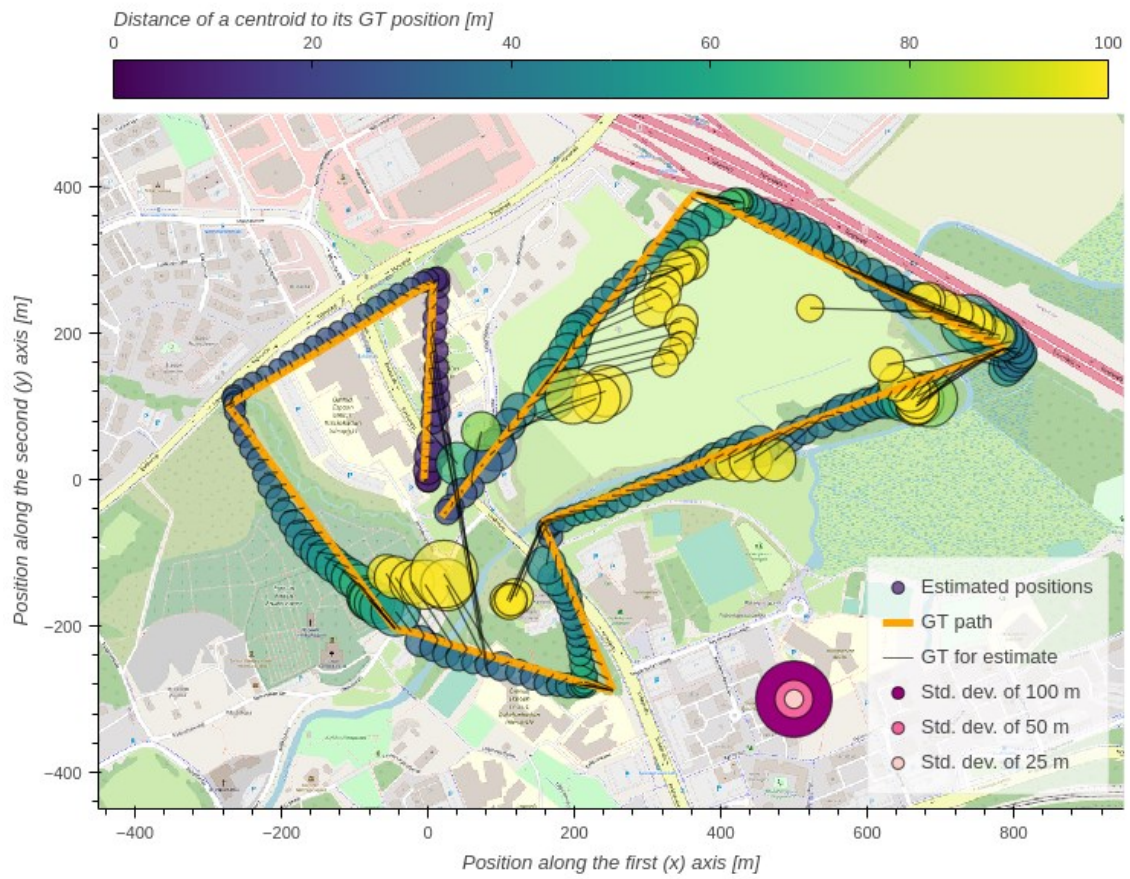 Distance of a centroid to its GT position [m]
0 20 40 60 80 100
Position along the second (y) axis [m]
400
200
0
−200
−400
Estimated positions
GT path
GT for estimate
Std. dev. of 100 m
Std. dev. of 50 m
Std. dev. of 25 m
−400 −200 0 200 400 600 800
Position along the first (x) axis [m]